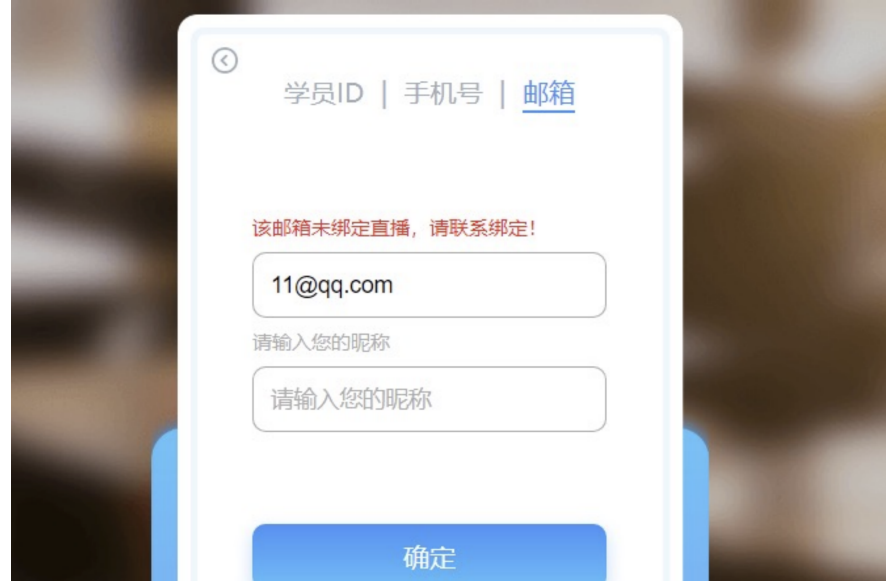 学员ID | 手机号 | 邮箱
该邮箱未绑定直播，请联系绑定！
11@qq.com
请输入您的昵称
请输入您的昵称
确定